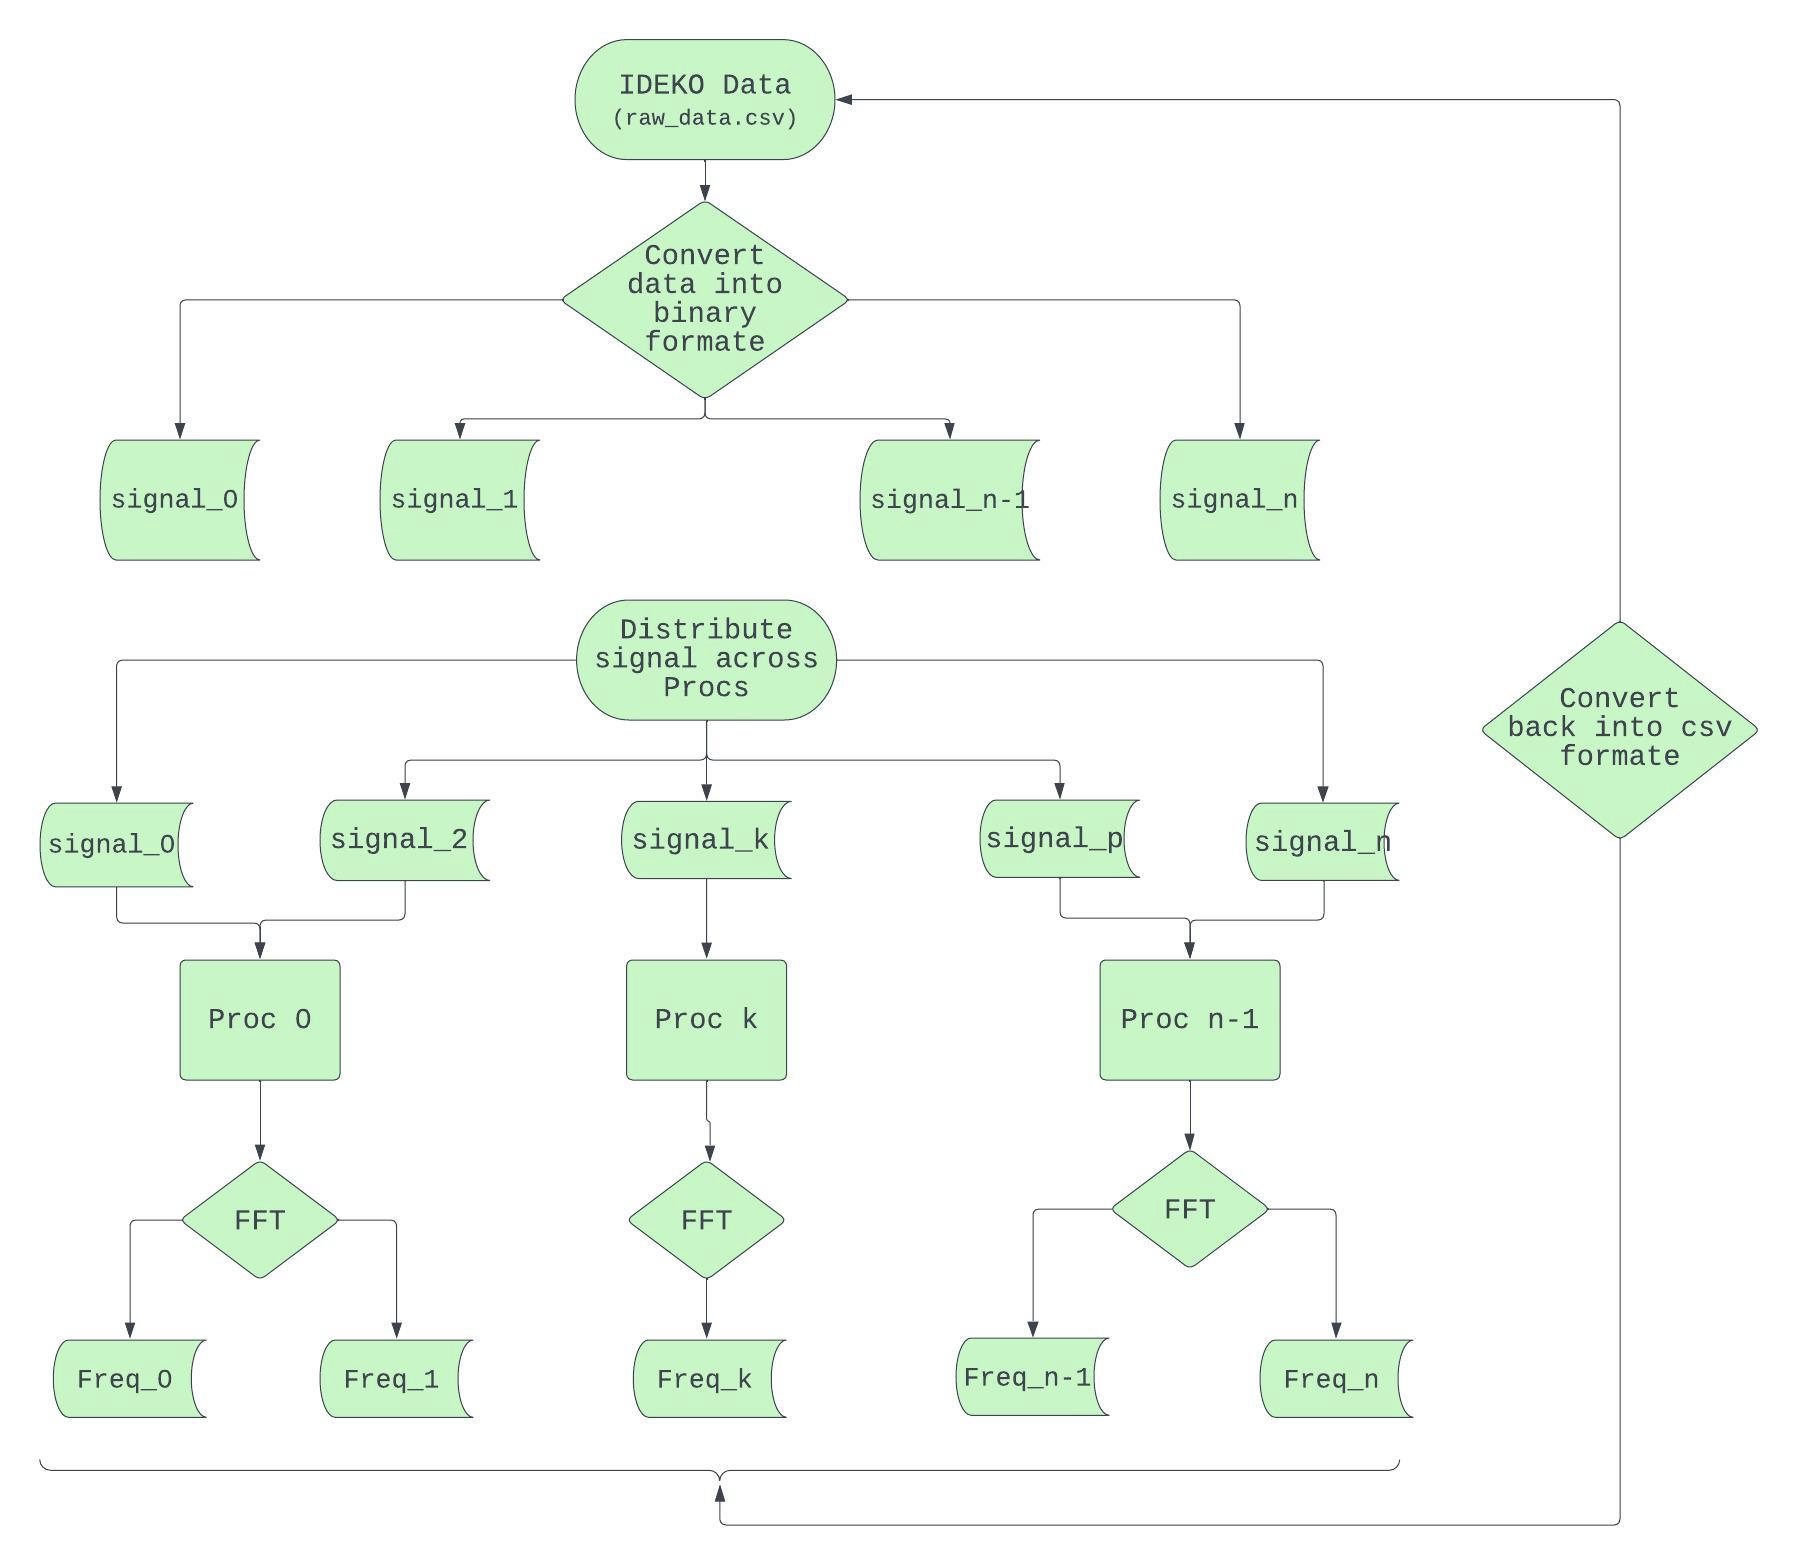 IDEKO Data
(raw_data.csv)
Convert
data into
binary
formate
signal_0
signal_1
signal_n-1
signal_n
Distribute
signal across
Procs
Convert
back into csv
formate
signal_0
signal_2
signal_k
signal_p
signal_n
Proc 0
Proc k
Proc n-1
FFT
FFT
FFT
Freq_0
Freq_1
Freq_k
Freq_n-1
Freq_n